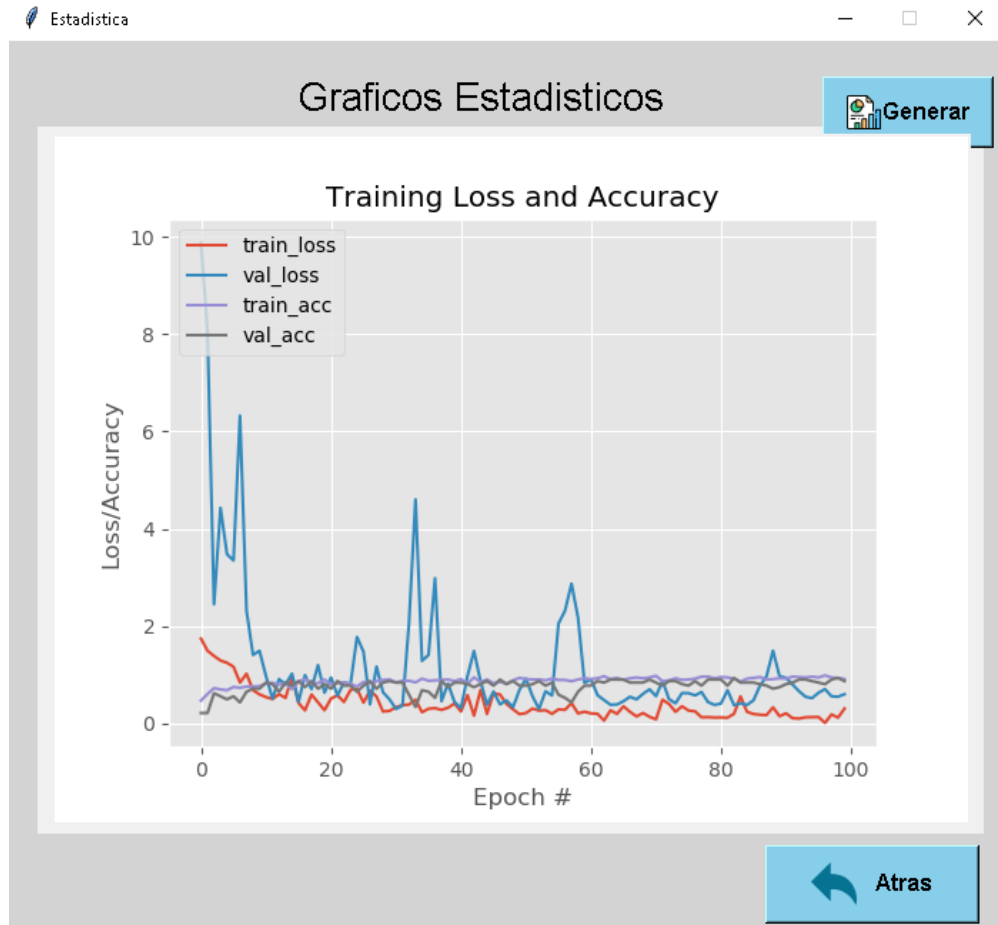 Estadistica
Graficos Estadisticos
Generar
Training Loss and Accuracy
train_loss
val_loss
train_acc
val_acc
10
8
6
4
2
0
Loss/Accuracy
0 20 40 60 80 100
Epoch #
Atras